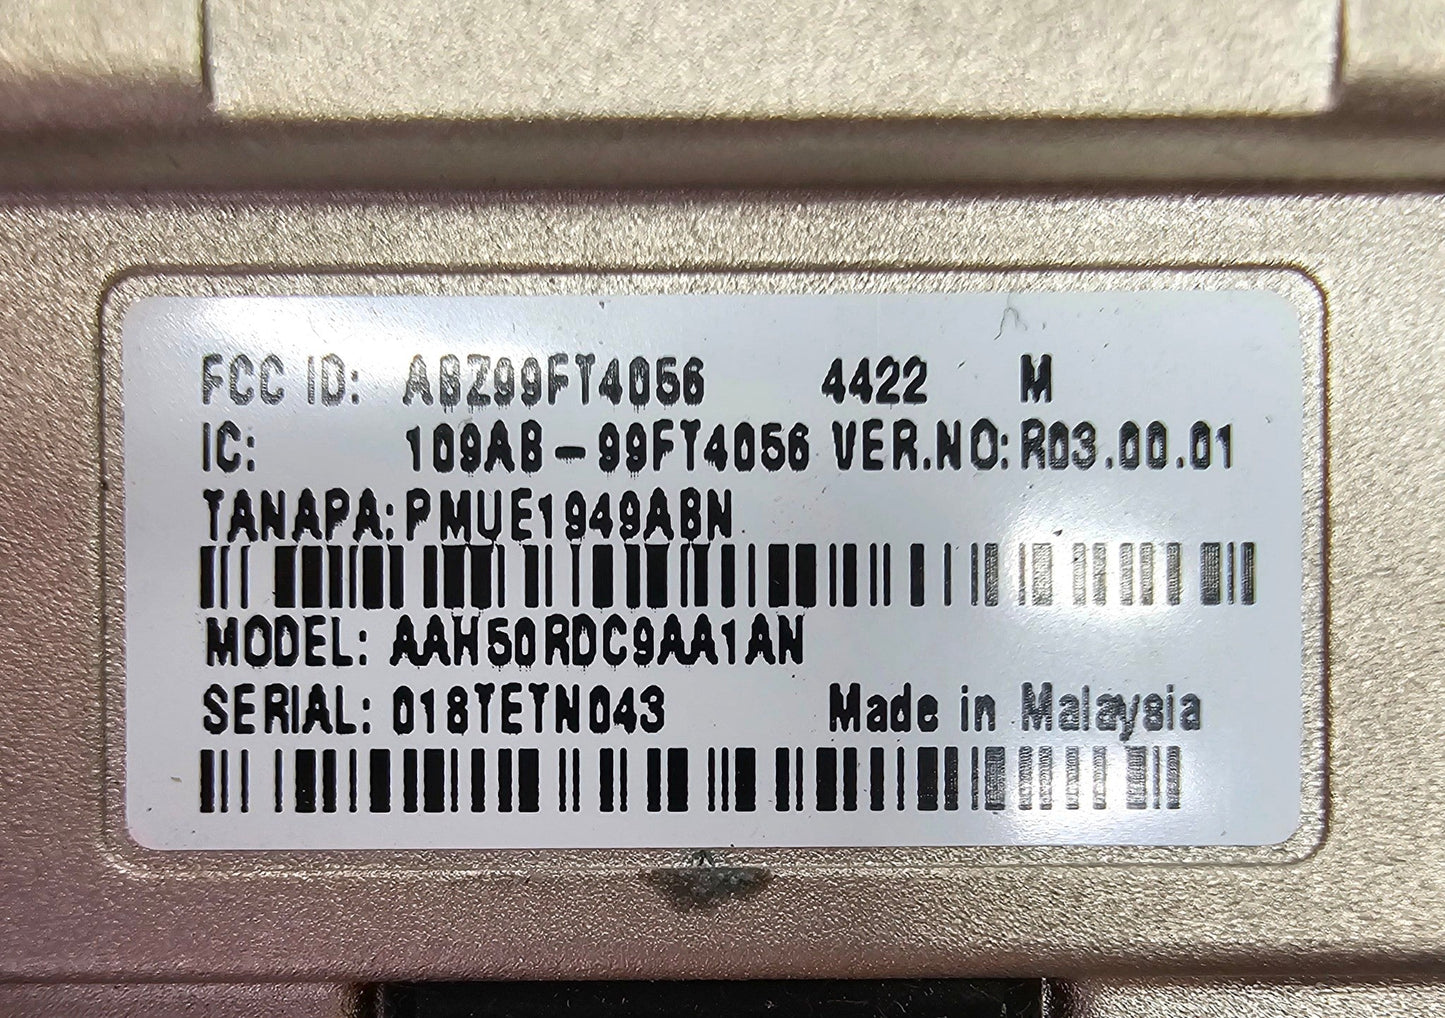 FCC ID: ABZ99FT4056 4422 M
IC: 109AB-99FT4056 VER.NO: R03.00.01
TANAPA: PMUE1949ABN
MODEL: AAH50RDC9AA1AN
SERIAL: 018TETN043 Made in Malaysia